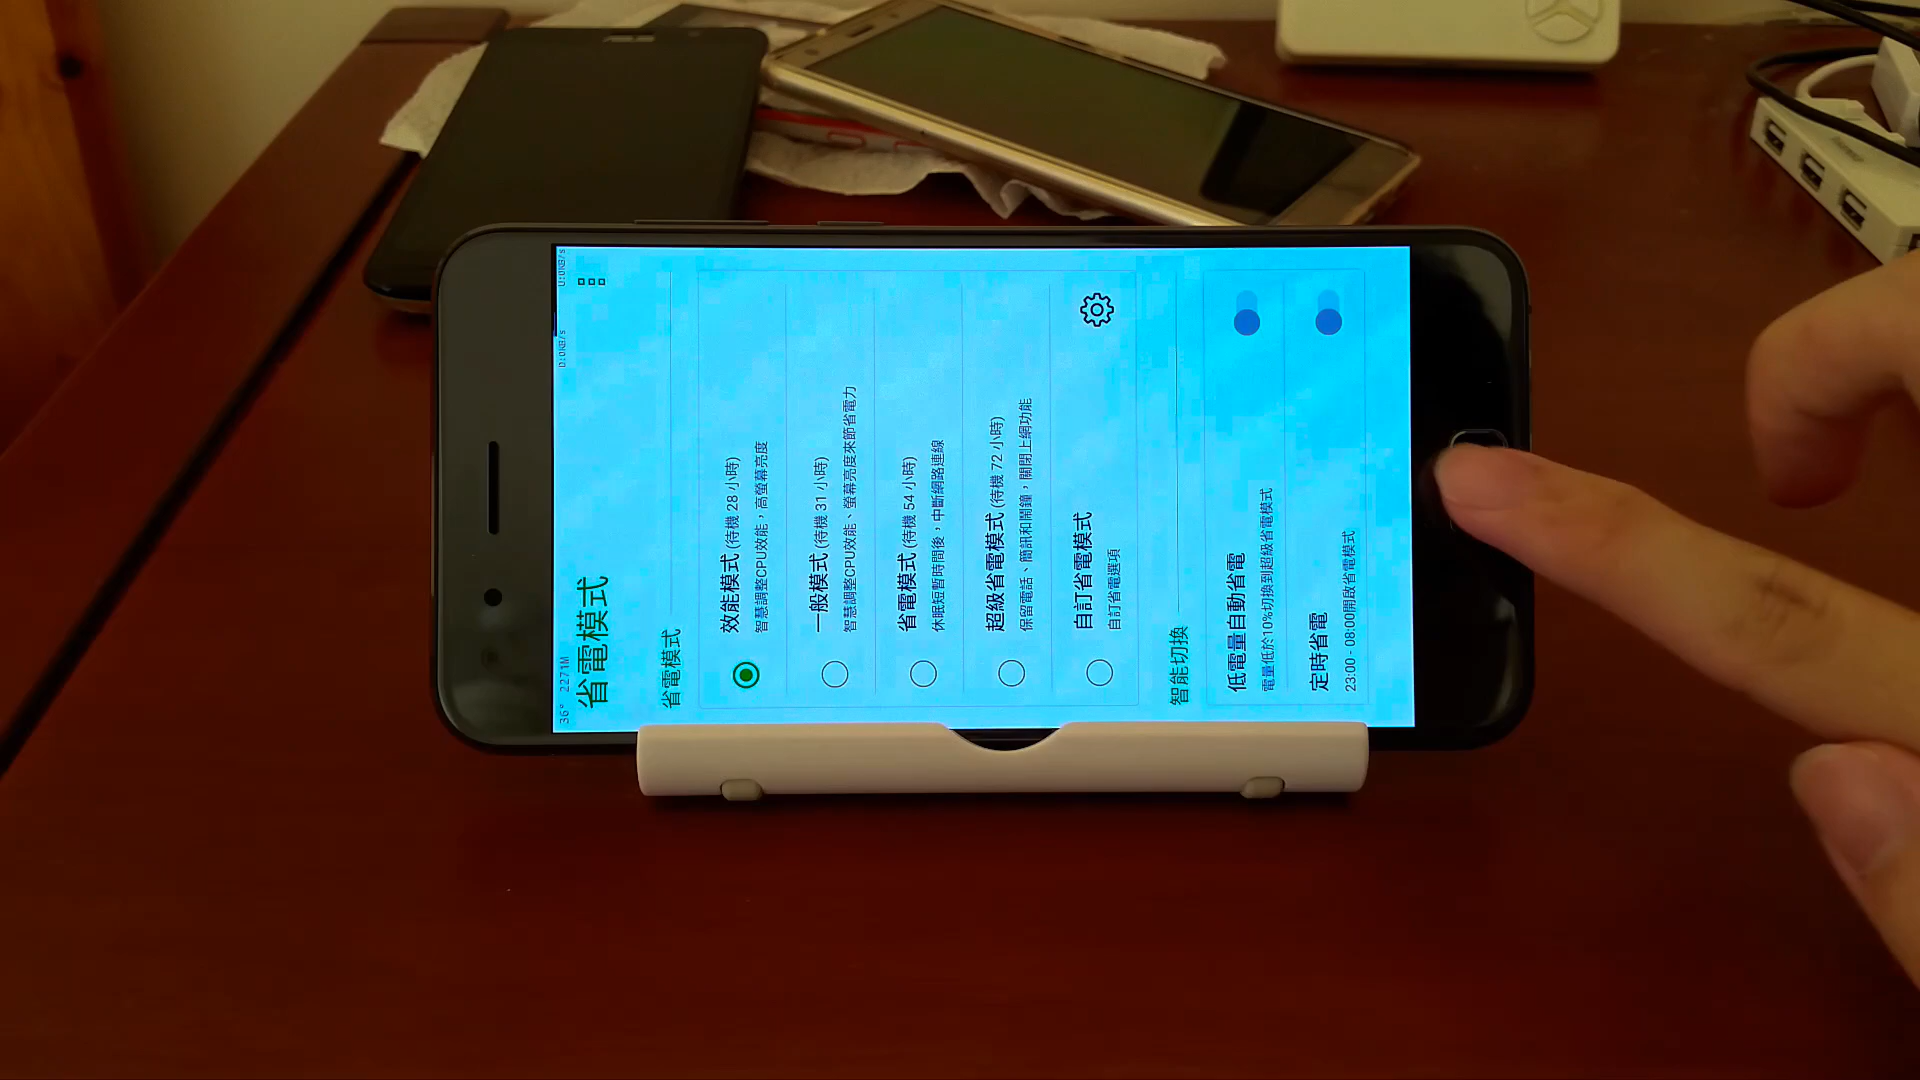 36° 2271M D:0KB/s U:0KB/s
省電模式
省電模式
效能模式 (待機 28 小時)
智慧調整CPU效能，高螢幕亮度
一般模式 (待機 31 小時)
智慧調整CPU效能、螢幕亮度來節省電力
省電模式 (待機 54 小時)
休眠短暫時間後，中斷網路連線
超級省電模式 (待機 72 小時)
保留電話、簡訊和鬧鐘，關閉上網功能
自訂省電模式
自訂省電選項
智能切換
低電量自動省電
電量低於10%切換到超級省電模式
定時省電
23:00 - 08:00開啟省電模式